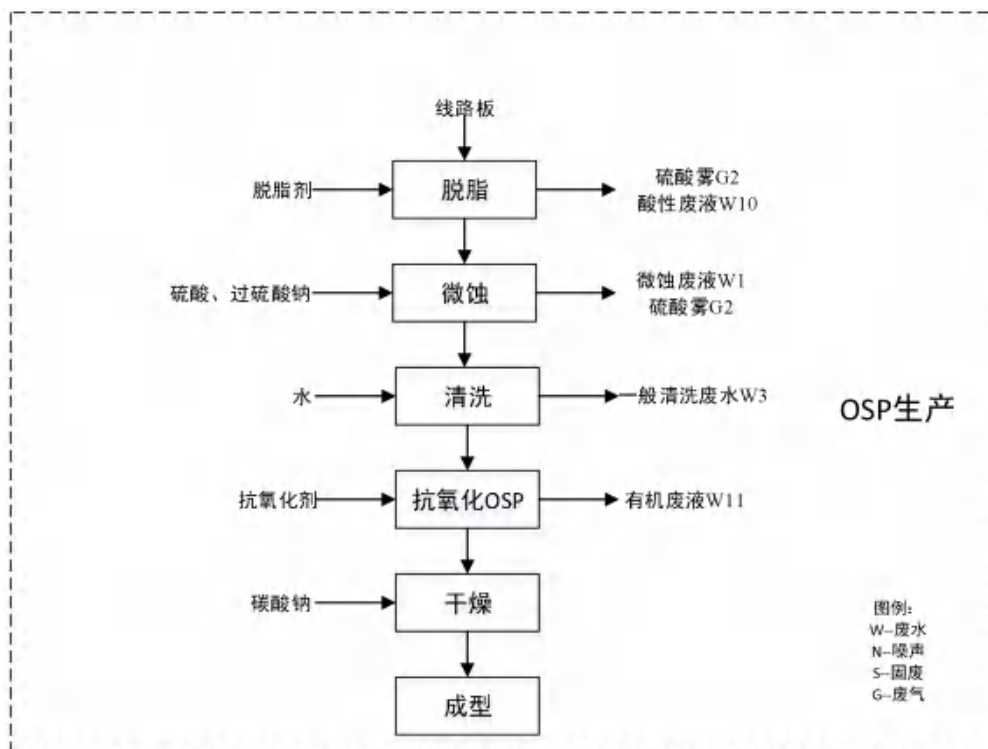 线路板
脱脂剂
脱脂
硫酸雾G2
酸性废液W10
硫酸、过硫酸钠
微蚀
微蚀废液W1
硫酸雾G2
水
清洗
一般清洗废水W3
OSP生产
抗氧化剂
抗氧化OSP
有机废液W11
碳酸钠
干燥
成型
图例：
W--废水
N--噪声
S--固废
G--废气